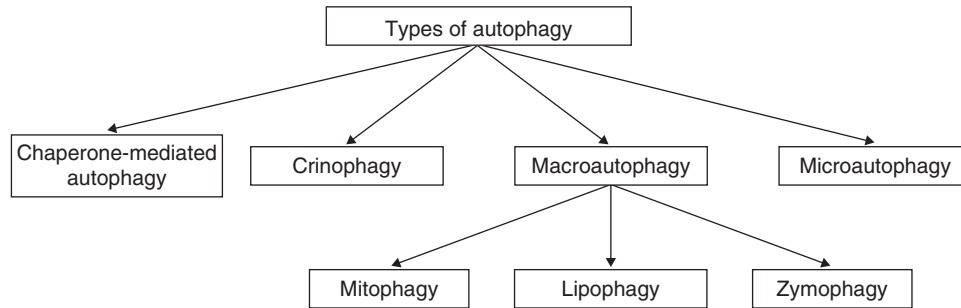 Types of autophagy
Chaperone-mediated
autophagy
Crinophagy
Macroautophagy
Microautophagy
Mitophagy
Lipophagy
Zymophagy